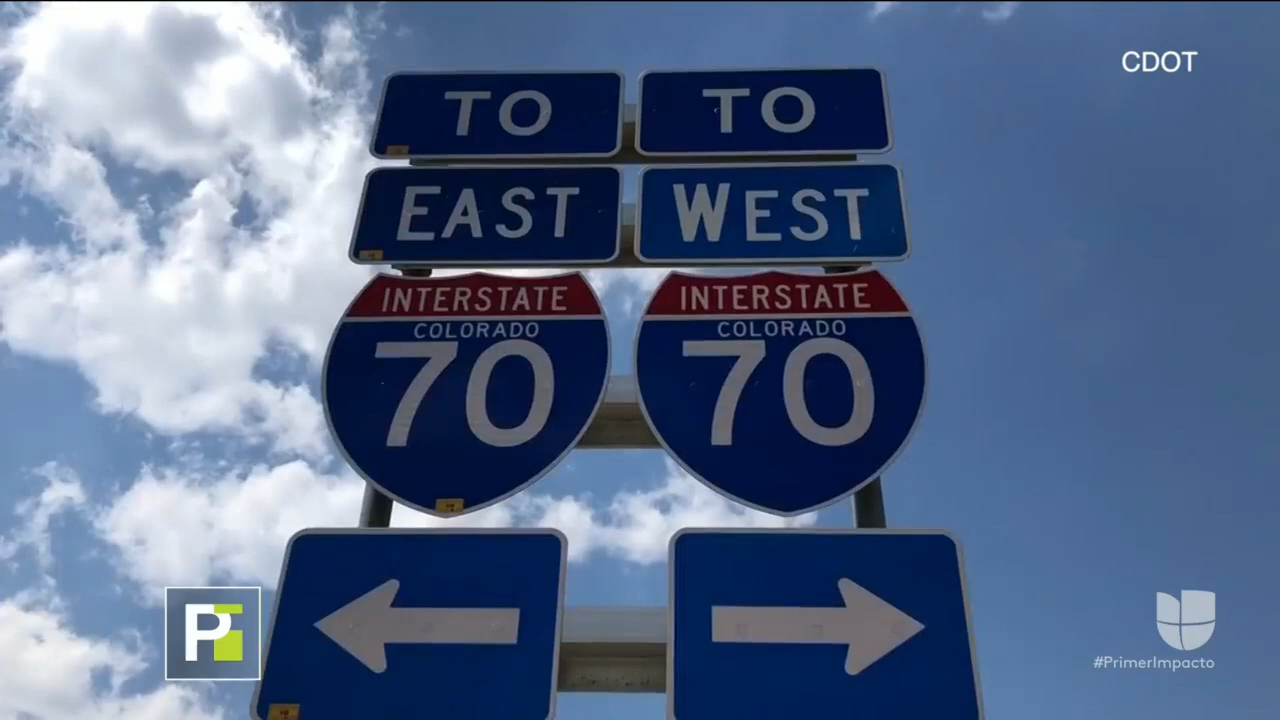 CDOT
TO TO
EAST WEST
INTERSTATE INTERSTATE
COLORADO COLORADO
70 70
P
#PrimerImpacto